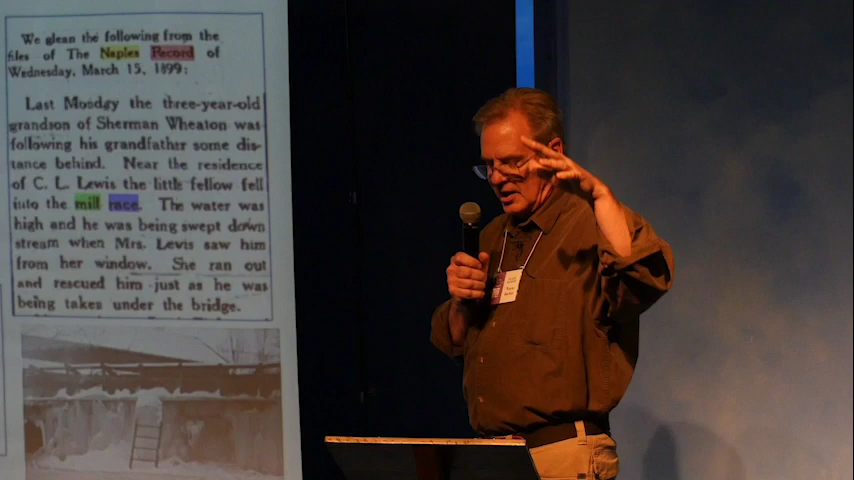 We glean the following from the
files of The Naples Record of
Wednesday, March 15, 1899:
Last Monday the three-year-old
grandson of Sherman Wheaton was
following his grandfather some dis-
tance behind. Near the residence
of C. L. Lewis the little fellow fell
into the mill race. The water was
high and he was being swept down
stream when Mrs. Lewis saw him
from her window. She ran out
and rescued him just as he was
being takes under the bridge.